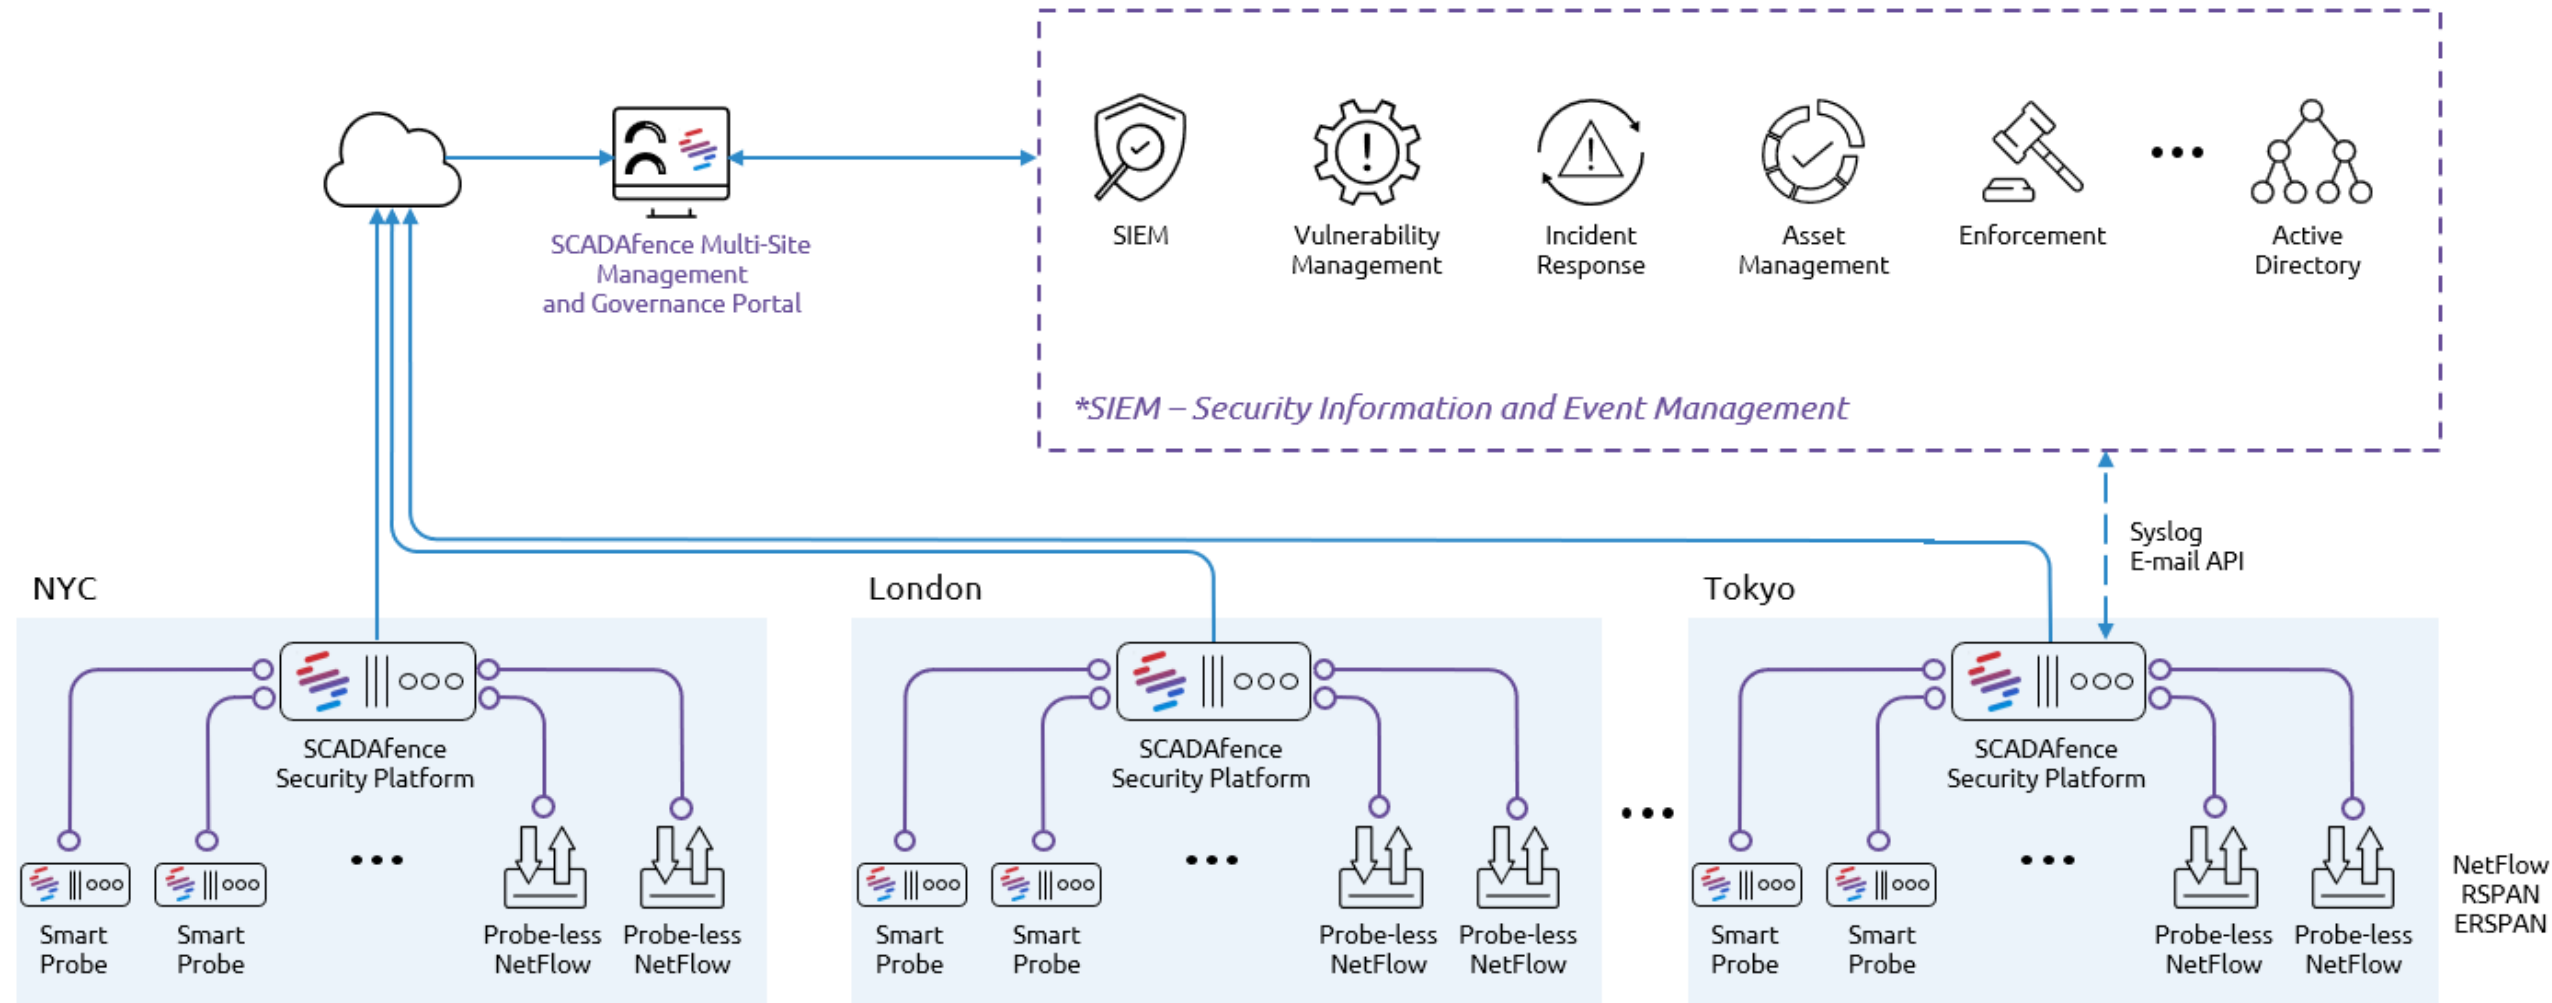 SIEM
Vulnerability
Management
Incident
Response
Asset
Management
Enforcement
Active
Directory
SCADAfence Multi-Site
Management
and Governance Portal
*SIEM – Security Information and Event Management
Syslog
E-mail API
NYC
SCADAfence
Security Platform
Smart
Probe
Smart
Probe
Probe-less
NetFlow
Probe-less
NetFlow
London
SCADAfence
Security Platform
Smart
Probe
Smart
Probe
Probe-less
NetFlow
Probe-less
NetFlow
Tokyo
SCADAfence
Security Platform
Smart
Probe
Smart
Probe
Probe-less
NetFlow
Probe-less
NetFlow
NetFlow
RSPAN
ERSPAN